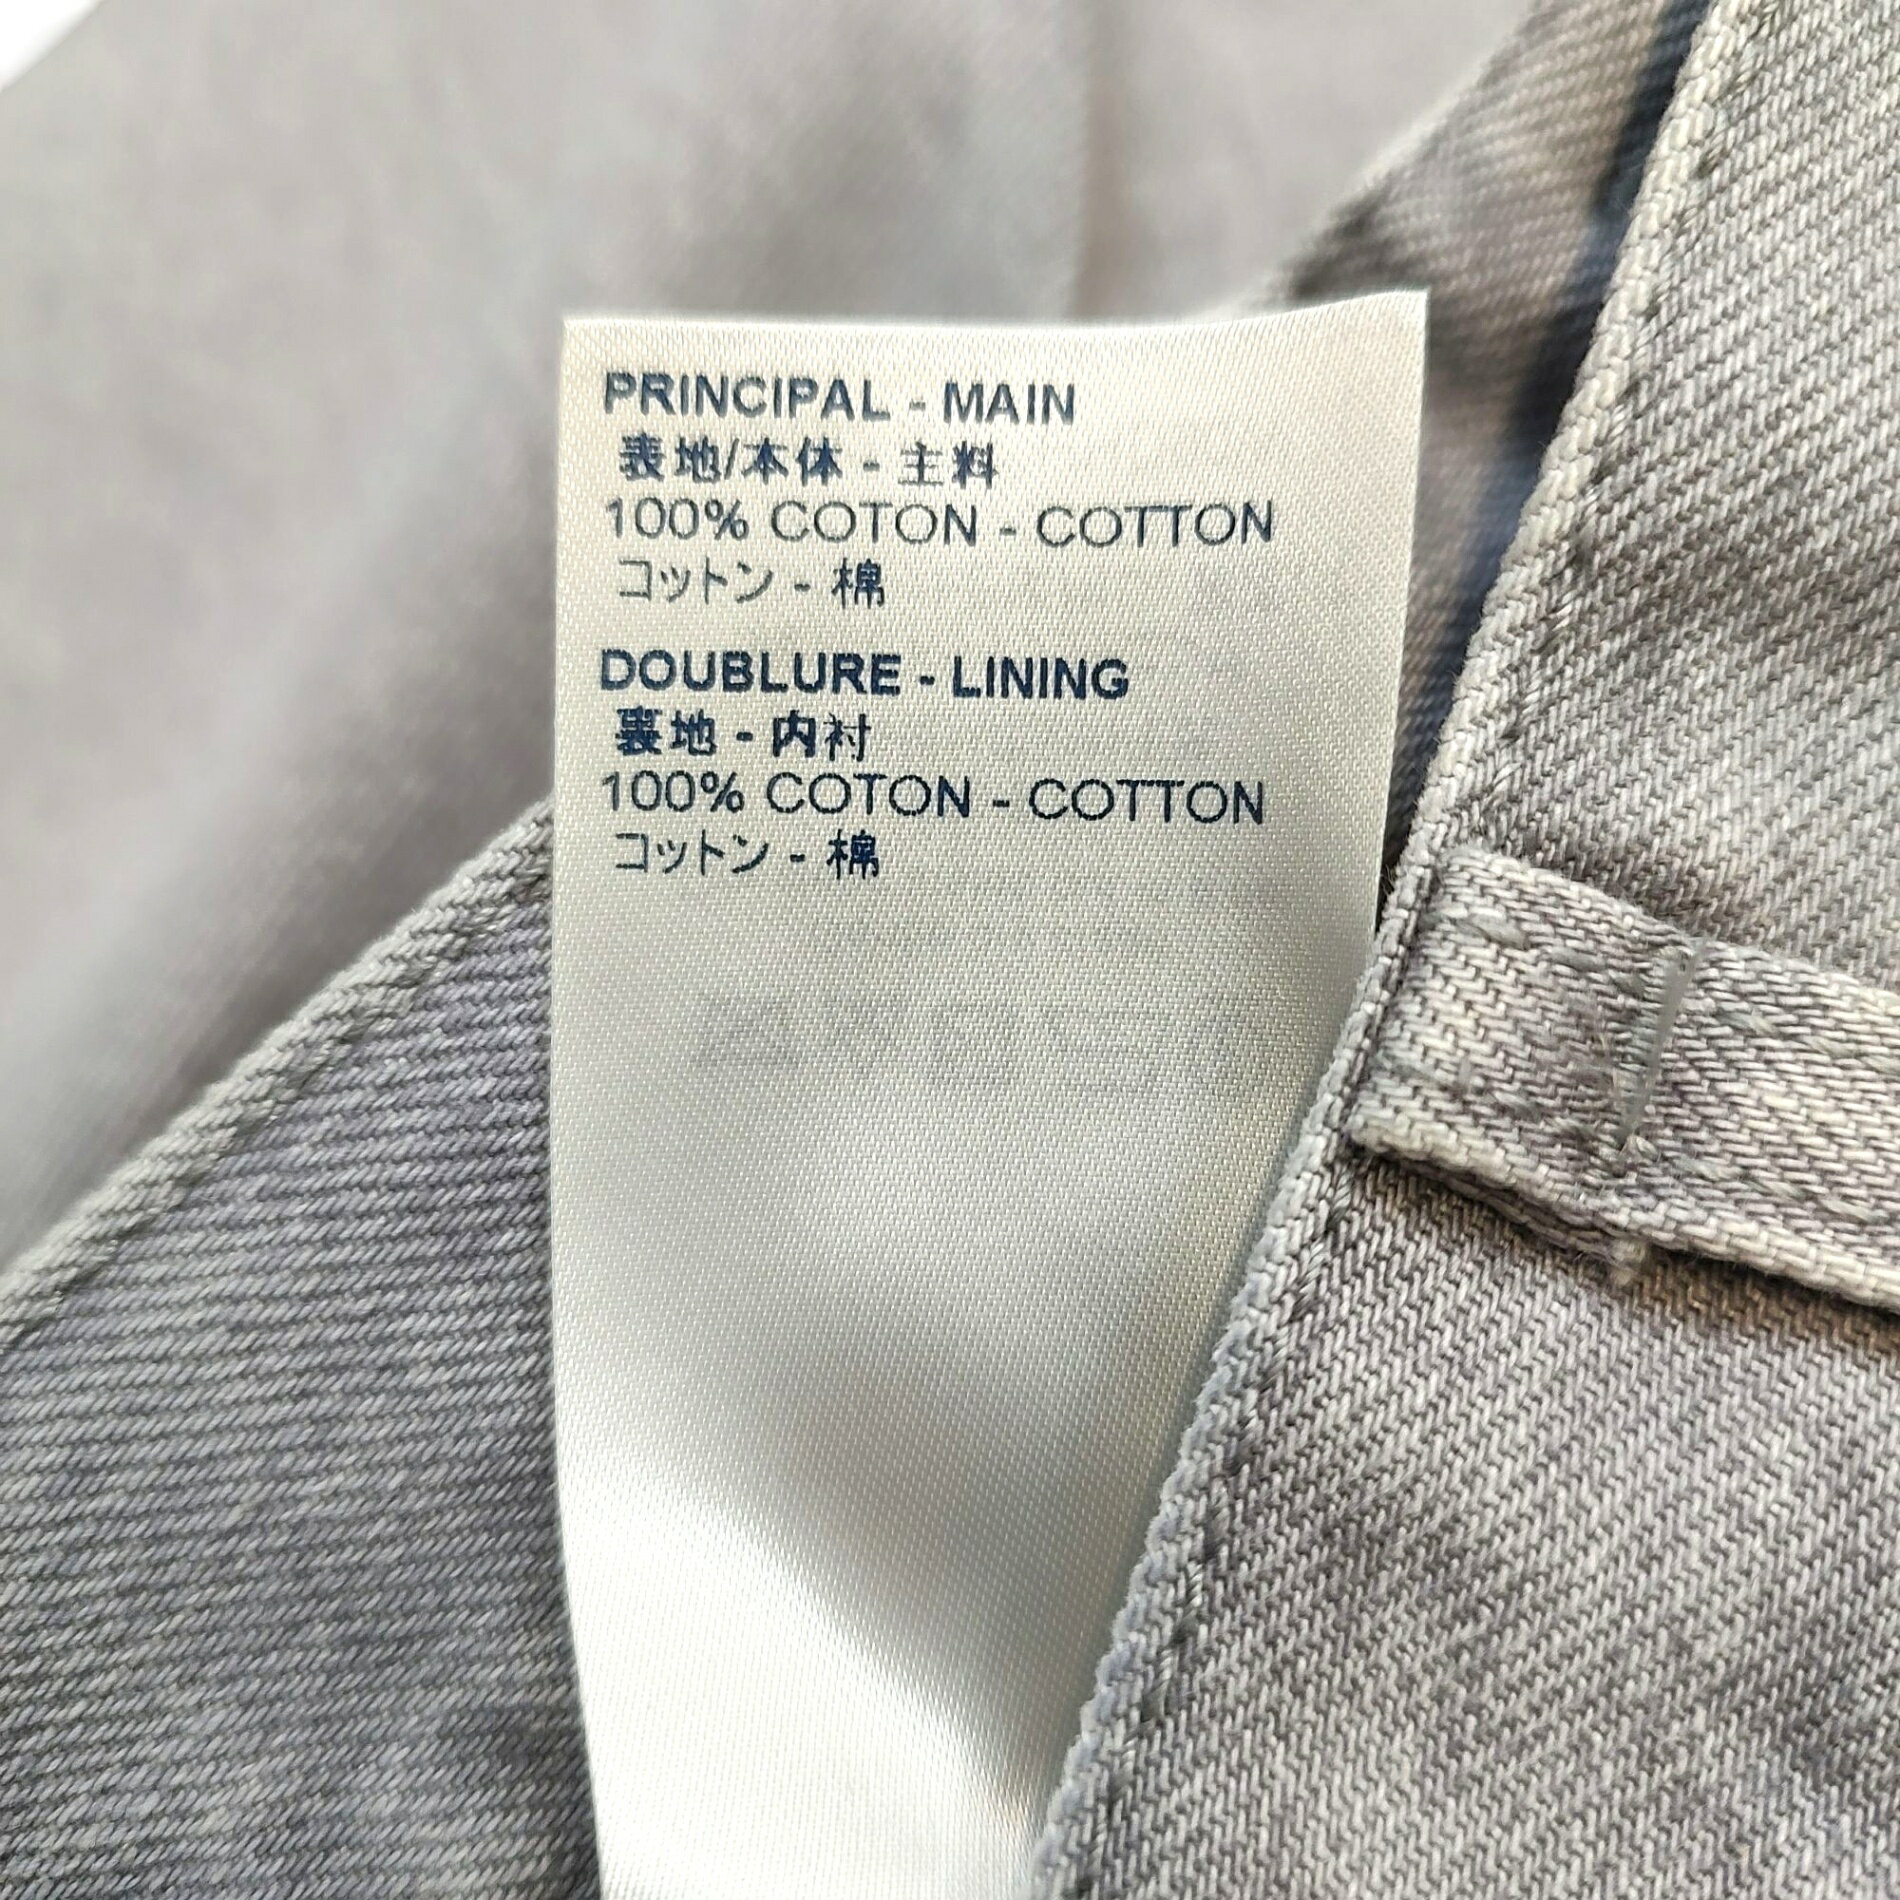 PRINCIPAL - MAIN
表地/本体 - 主料
100% COTON - COTTON
コットン - 棉
DOUBLURE - LINING
裏地 - 内衬
100% COTON - COTTON
コットン - 棉